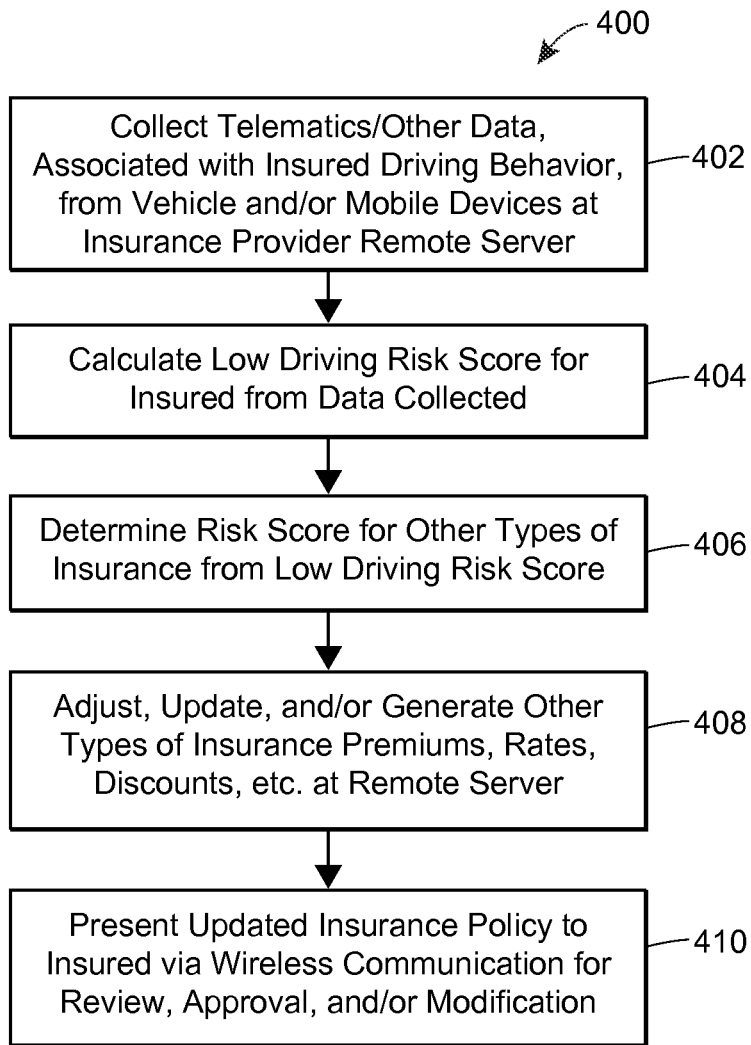 400
Collect Telematics/Other Data,
Associated with Insured Driving Behavior,
from Vehicle and/or Mobile Devices at
Insurance Provider Remote Server
402
Calculate Low Driving Risk Score for
Insured from Data Collected
404
Determine Risk Score for Other Types of
Insurance from Low Driving Risk Score
406
Adjust, Update, and/or Generate Other
Types of Insurance Premiums, Rates,
Discounts, etc. at Remote Server
408
Present Updated Insurance Policy to
Insured via Wireless Communication for
Review, Approval, and/or Modification
410